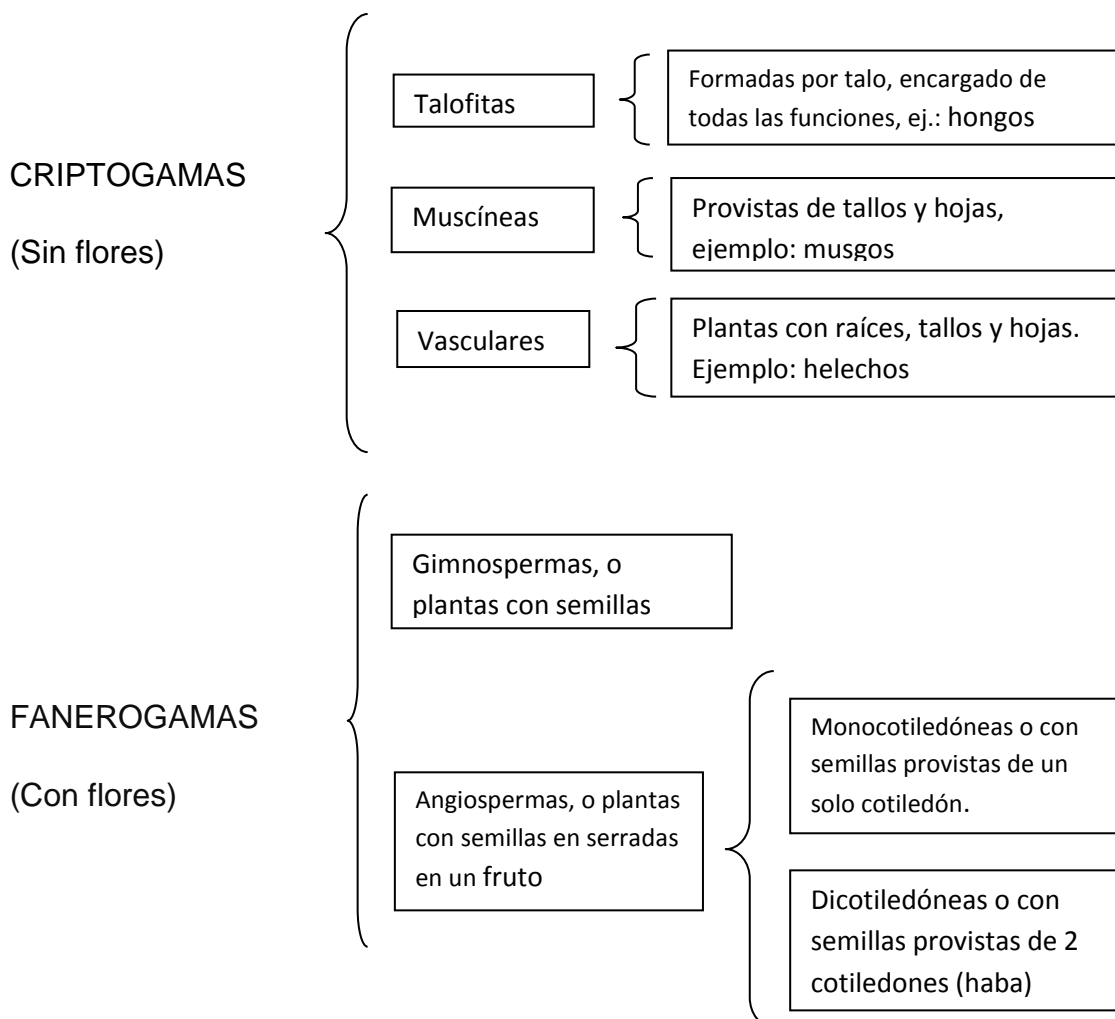 CRIPTOGAMAS
(Sin flores)
Talofitas
Formadas por talo, encargado de
todas las funciones, ej.: hongos
Muscíneas
Provistas de tallos y hojas,
ejemplo: musgos
Vasculares
Plantas con raíces, tallos y hojas.
Ejemplo: helechos
FANEROGAMAS
(Con flores)
Gimnospermas, o
plantas con semillas
Angiospermas, o plantas
con semillas en serradas
en un fruto
Monocotiledóneas o con
semillas provistas de un
solo cotiledón.
Dicotiledóneas o con
semillas provistas de 2
cotiledones (haba)